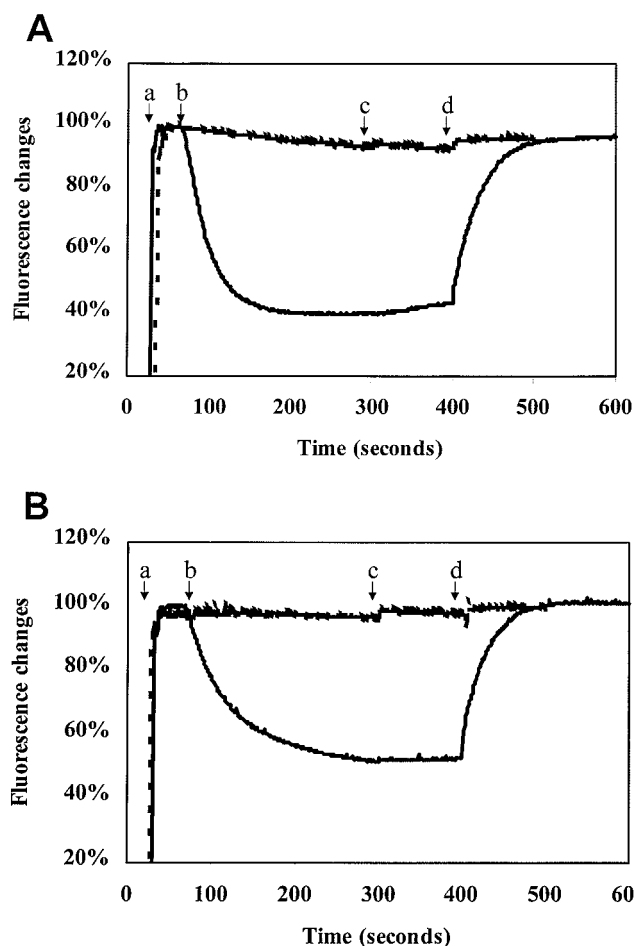 A
120%
100%
80%
60%
40%
20%
Fluorescence changes
a b c d
0 100 200 300 400 500 600
Time (seconds)
B
120%
100%
80%
60%
40%
20%
Fluorescence changes
a b c d
0 100 200 300 400 500 60
Time (seconds)